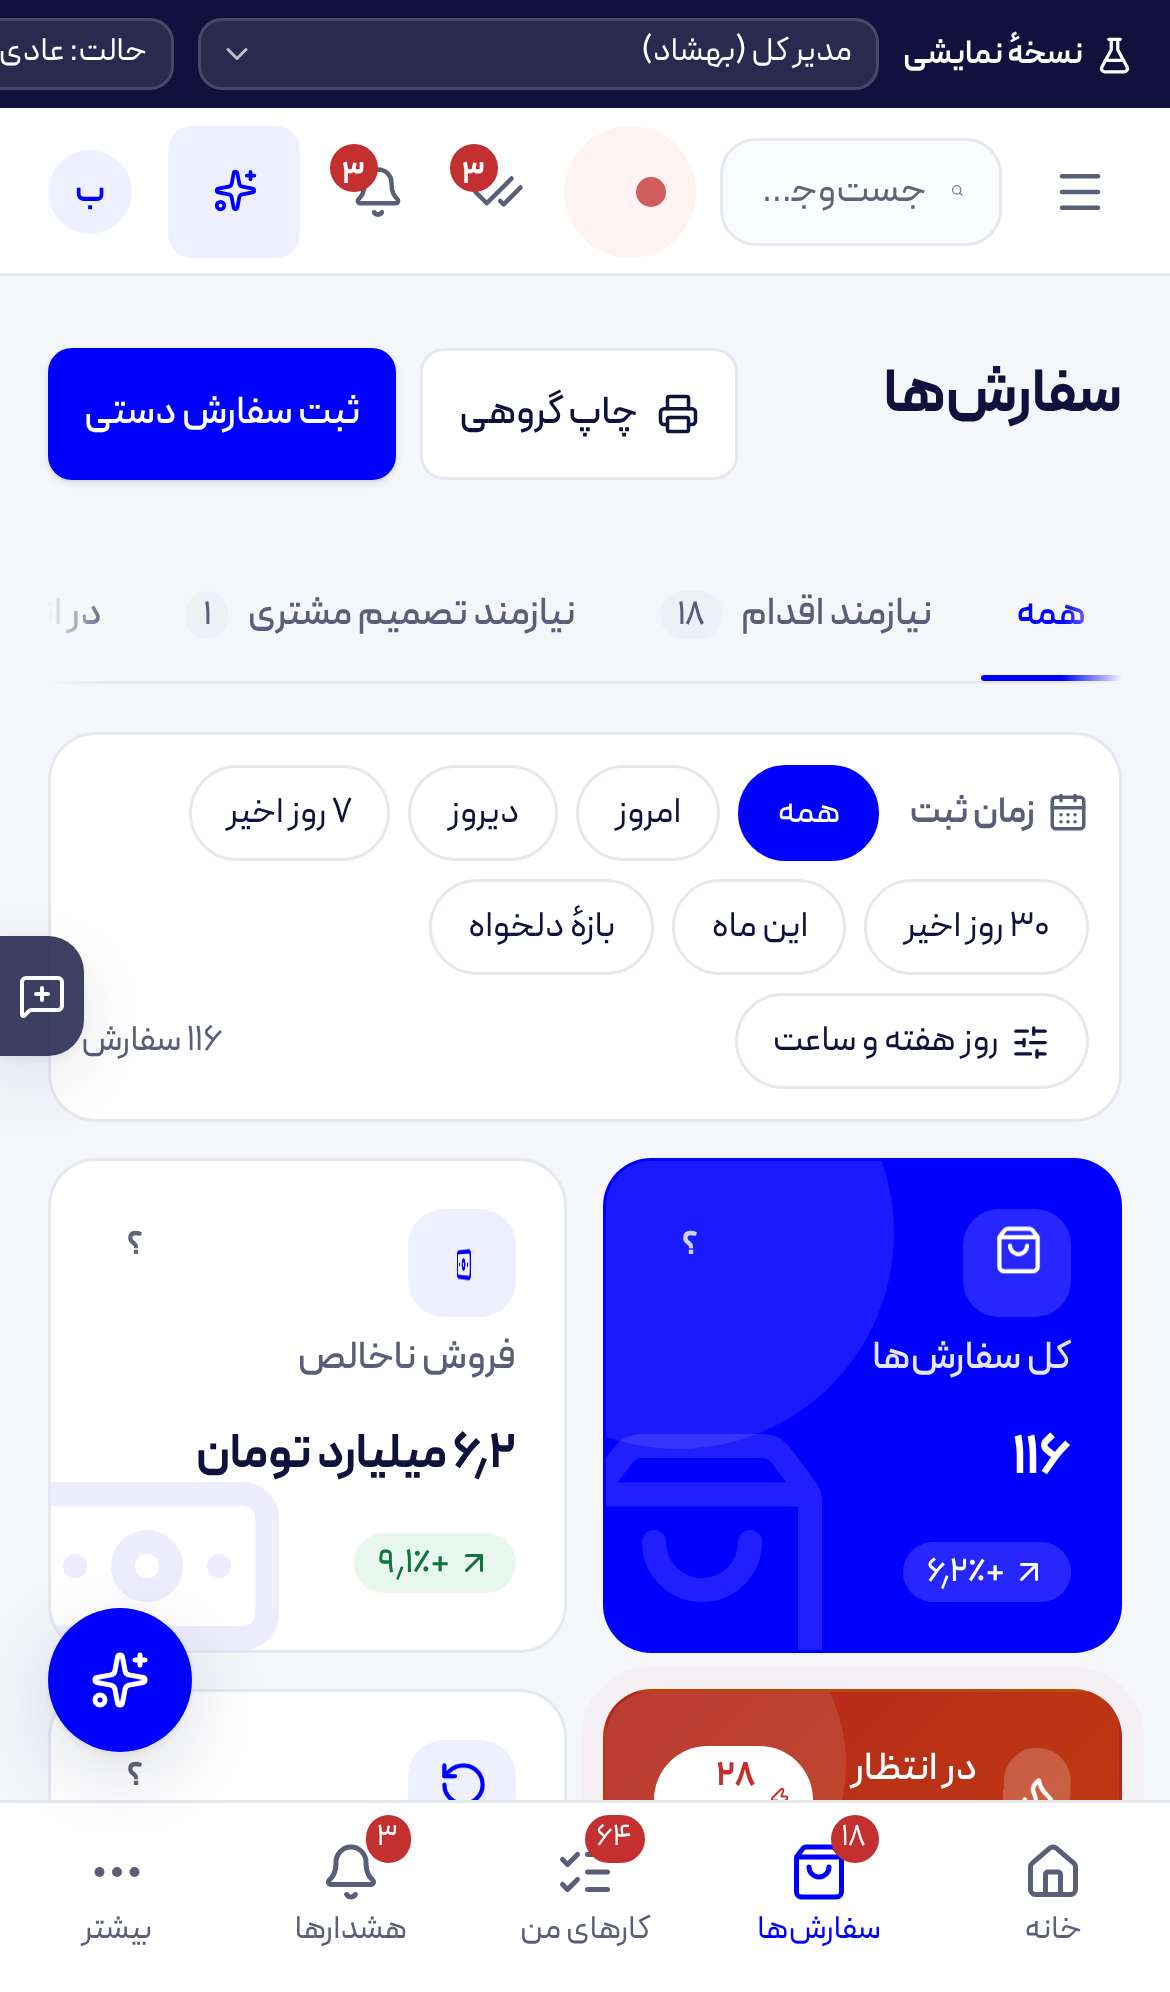 نسخهٔ نمایشی
مدیر کل (بهشاد)
حالت: عادی
جست‌وجـ...
۳
۳
ب
سفارش‌ها
چاپ گروهی
ثبت سفارش دستی
همه
نیازمند اقدام ۱۸
نیازمند تصمیم مشتری ۱
در
زمان ثبت
همه
امروز
دیروز
۷ روز اخیر
۳۰ روز اخیر
این ماه
بازهٔ دلخواه
روز هفته و ساعت
۱۱۶ سفارش
؟
کل سفارش‌ها
۱۱۶
+۶٫۲٪
؟
فروش ناخالص
۶٫۲ میلیارد تومان
+۹٫۱٪
در انتظار
۲۸
؟
خانه
۱۸
سفارش‌ها
۶۴
کارهای من
۳
هشدارها
بیشتر